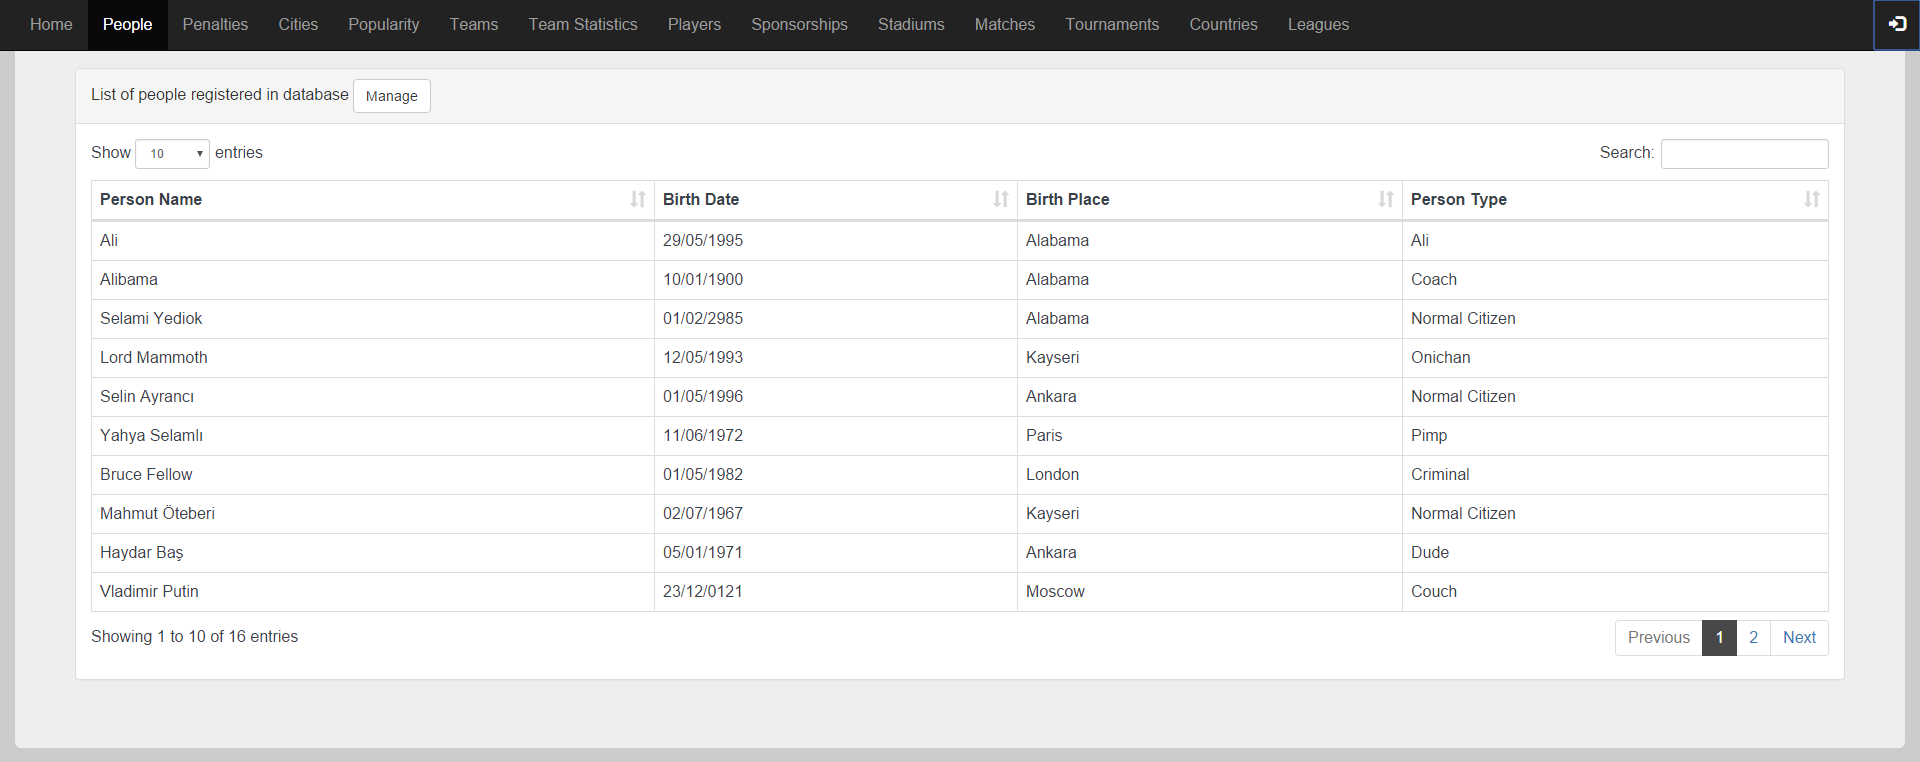 Home People Penalties Cities Popularity Teams Team Statistics Players Sponsorships Stadiums Matches Tournaments Countries Leagues
List of people registered in database Manage
Show 10 entries Search:
Person Name Birth Date Birth Place Person Type
Ali 29/05/1995 Alabama Ali
Alibama 10/01/1900 Alabama Coach
Selami Yediok 01/02/2985 Alabama Normal Citizen
Lord Mammoth 12/05/1993 Kayseri Onichan
Selin Ayrancı 01/05/1996 Ankara Normal Citizen
Yahya Selamlı 11/06/1972 Paris Pimp
Bruce Fellow 01/05/1982 London Criminal
Mahmut Öteberi 02/07/1967 Kayseri Normal Citizen
Haydar Baş 05/01/1971 Ankara Dude
Vladimir Putin 23/12/0121 Moscow Couch
Showing 1 to 10 of 16 entries Previous 1 2 Next